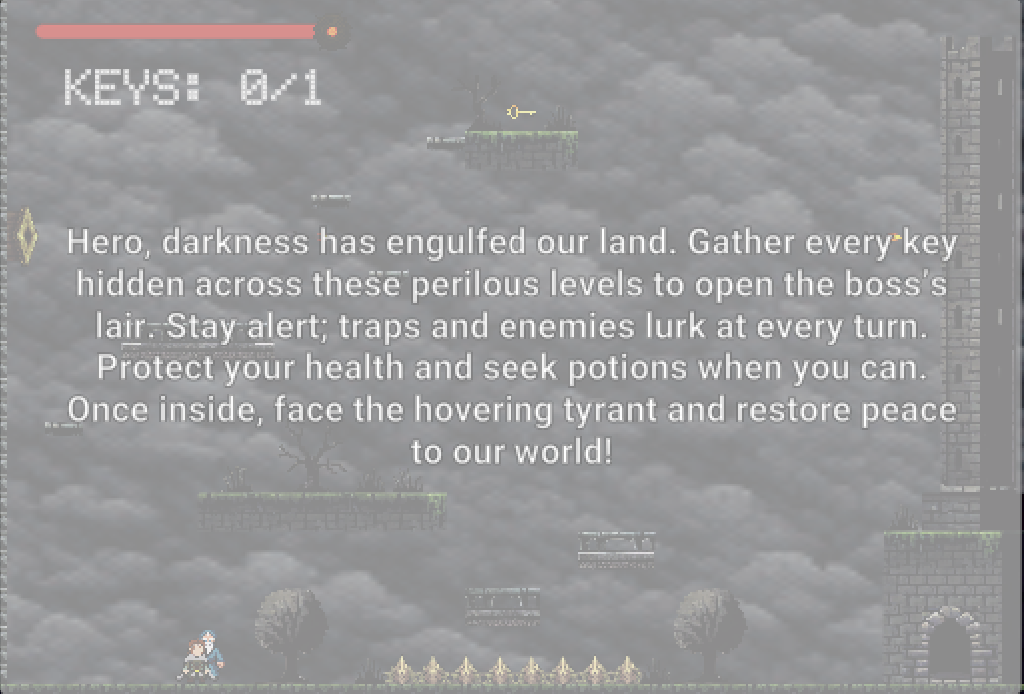 KEYS: 0/1
Hero, darkness has engulfed our land. Gather every key
hidden across these perilous levels to open the boss's
lair. Stay alert; traps and enemies lurk at every turn.
Protect your health and seek potions when you can.
Once inside, face the hovering tyrant and restore peace
to our world!